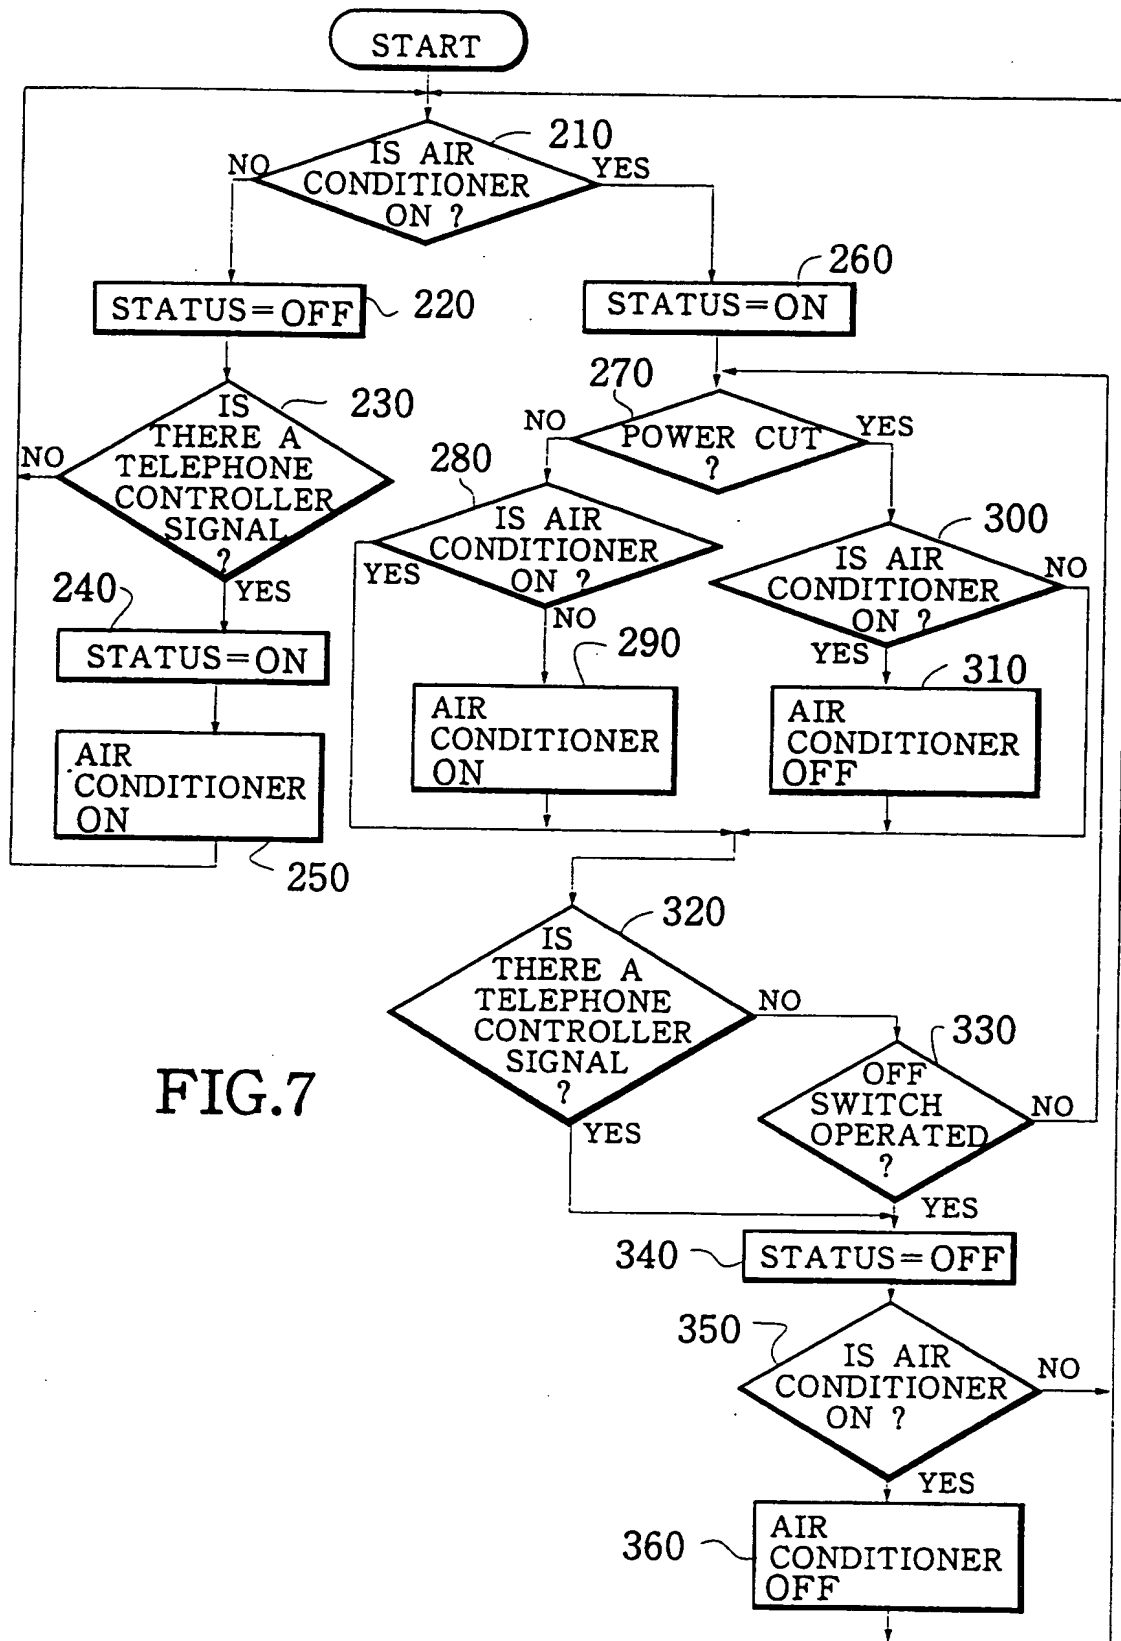 START
210
IS AIR
CONDITIONER
ON ?
NO
YES
260
STATUS=OFF
220
STATUS=ON
270
230
IS
THERE A
TELEPHONE
CONTROLLER
SIGNAL
?
NO
YES
NO
POWER CUT
?
YES
280
IS AIR
CONDITIONER
ON ?
YES
NO
300
IS AIR
CONDITIONER
ON ?
NO
YES
240
STATUS=ON
290
AIR
CONDITIONER
ON
310
AIR
CONDITIONER
OFF
AIR
CONDITIONER
ON
250
320
IS
THERE A
TELEPHONE
CONTROLLER
SIGNAL
?
NO
YES
330
OFF
SWITCH
OPERATED
?
NO
YES
FIG.7
340
STATUS=OFF
350
IS AIR
CONDITIONER
ON ?
NO
YES
360
AIR
CONDITIONER
OFF